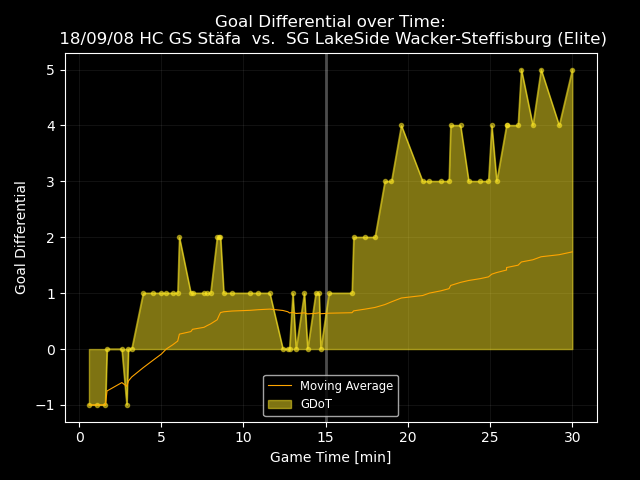 Goal Differential over Time:
18/09/08 HC GS Stäfa  vs.  SG LakeSide Wacker-Steffisburg (Elite)
5
4
3
2
1
0
−1
Goal Differential
Moving Average
GDoT
0
5
10
15
20
25
30
Game Time [min]